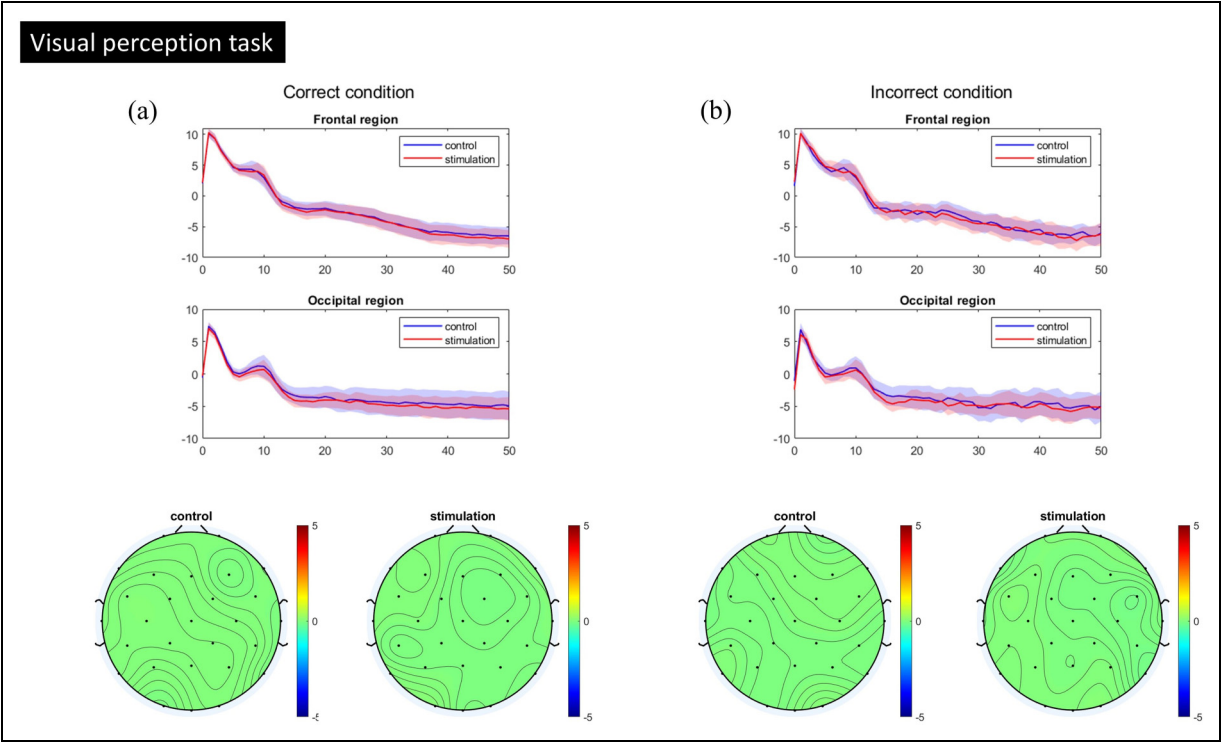 Visual perception task
Correct condition
(a)
Frontal region
control
stimulation
10
5
0
-5
-10
0 10 20 30 40 50
Occipital region
control
stimulation
10
5
0
-5
-10
0 10 20 30 40 50
control
5
0
-5
stimulation
5
0
-5
Incorrect condition
(b)
Frontal region
control
stimulation
10
5
0
-5
-10
0 10 20 30 40 50
Occipital region
control
stimulation
10
5
0
-5
-10
0 10 20 30 40 50
control
5
0
-5
stimulation
5
0
-5